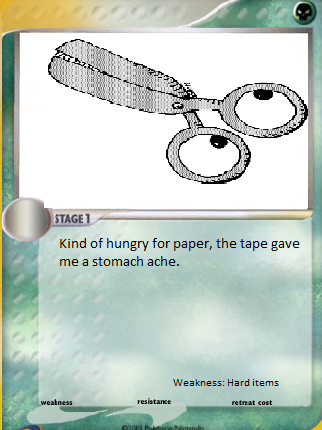 STAGE 1
Kind of hungry for paper, the tape gave
me a stomach ache.
Weakness: Hard items
weakness resistance retreat cost